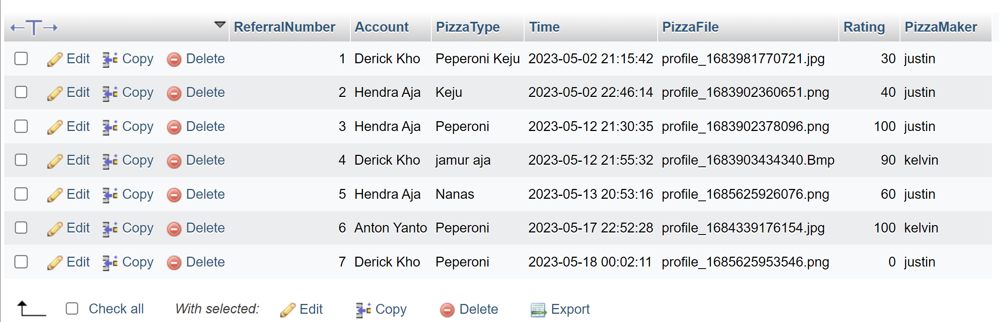 ReferralNumber Account PizzaType Time PizzaFile Rating PizzaMaker
Edit Copy Delete 1 Derick Kho Peperoni Keju 2023-05-02 21:15:42 profile_1683981770721.jpg 30 justin
Edit Copy Delete 2 Hendra Aja Keju 2023-05-02 22:46:14 profile_1683902360651.png 40 justin
Edit Copy Delete 3 Hendra Aja Peperoni 2023-05-12 21:30:35 profile_1683902378096.png 100 justin
Edit Copy Delete 4 Derick Kho jamur aja 2023-05-12 21:55:32 profile_1683903434340.Bmp 90 kelvin
Edit Copy Delete 5 Hendra Aja Nanas 2023-05-13 20:53:16 profile_1685625926076.png 60 justin
Edit Copy Delete 6 Anton Yanto Peperoni 2023-05-17 22:52:28 profile_1684339176154.jpg 100 kelvin
Edit Copy Delete 7 Derick Kho Peperoni 2023-05-18 00:02:11 profile_1685625953546.png 0 justin
Check all With selected: Edit Copy Delete Export